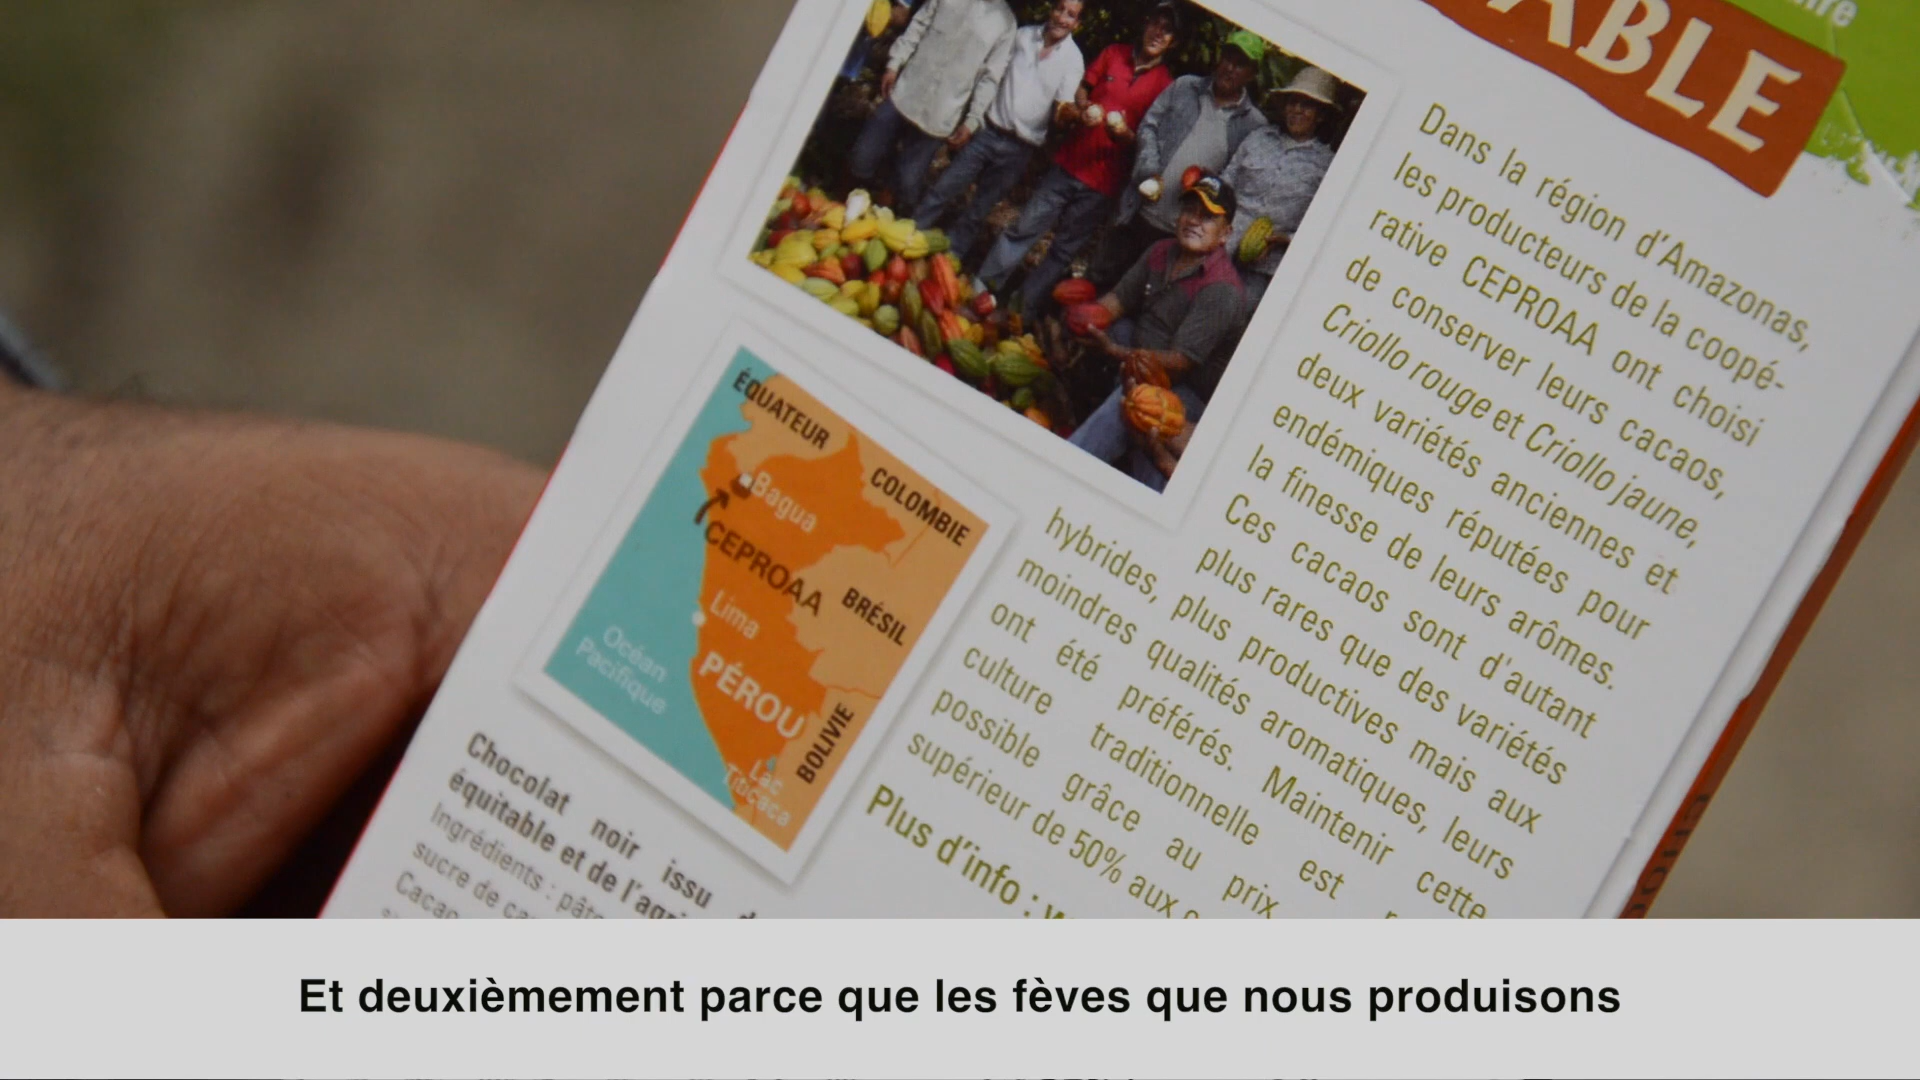 ABLE
Dans la région d'Amazonas,
les producteurs de la coopé-
rative CEPROAA ont choisi
de conserver leurs cacaos,
Criollo rouge et Criollo jaune,
deux variétés anciennes et
endémiques réputées pour
la finesse de leurs arômes.
Ces cacaos sont d'autant
plus rares que des variétés
hybrides, plus productives mais aux
moindres qualités aromatiques, leurs
ont été préférés. Maintenir cette
culture traditionnelle est
possible grâce au prix
supérieur de 50% aux
Plus d'info :
ÉQUATEUR
COLOMBIE
Bagua
CEPROAA
BRÉSIL
Lima
Océan
Pacifique
PÉROU
BOLIVIE
Lac
Titicaca
Chocolat noir issu
équitable et de l'agri
Ingrédients : pâte
sucre de
Cacao
Et deuxièmement parce que les fèves que nous produisons